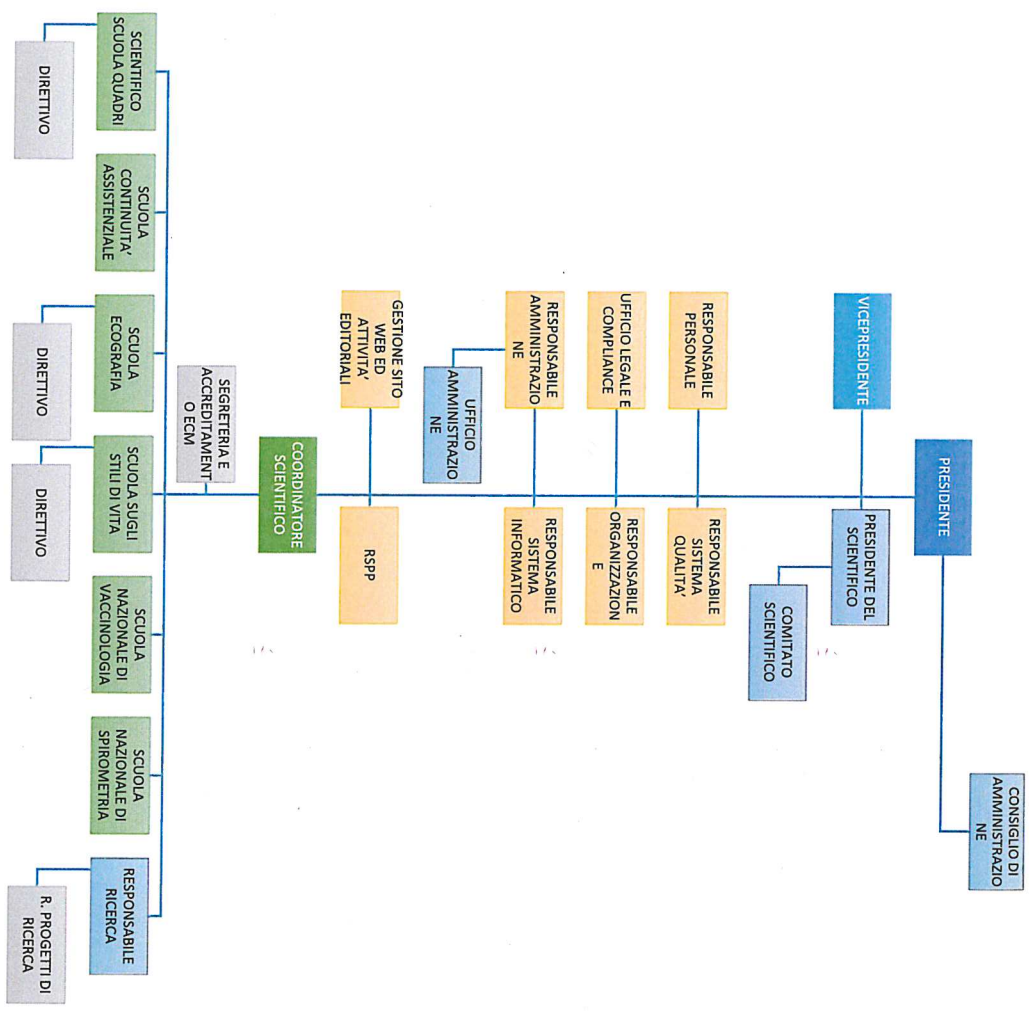 CONSIGLIO DI
AMMINISTRAZIO
NE
PRESIDENTE
VICEPRESIDENTE
PRESIDENTE DEL
SCIENTIFICO
COMITATO
SCIENTIFICO
RESPONSABILE
PERSONALE
RESPONSABILE
SISTEMA
QUALITA'
UFFICIO LEGALE E
COMPLIANCE
RESPONSABILE
ORGANIZZAZION
E
RESPONSABILE
AMMINISTRAZIO
NE
RESPONSABILE
SISTEMA
INFORMATICO
UFFICIO
AMMINISTRAZIO
NE
GESTIONE SITO
WEB ED
ATTIVITA'
EDITORIALI
RSPP
COORDINATORE
SCIENTIFICO
SEGRETERIA E
ACCREDITAMENT
O ECM
SCIENTIFICO
SCUOLA QUADRI
SCUOLA
CONTINUITA'
ASSISTENZIALE
SCUOLA
ECOGRAFIA
SCUOLA SUGLI
STILI DI VITA
SCUOLA
NAZIONALE DI
VACCINOLOGIA
SCUOLA
NAZIONALE DI
SPIROMETRIA
RESPONSABILE
RICERCA
DIRETTIVO
DIRETTIVO
DIRETTIVO
R. PROGETTI DI
RICERCA